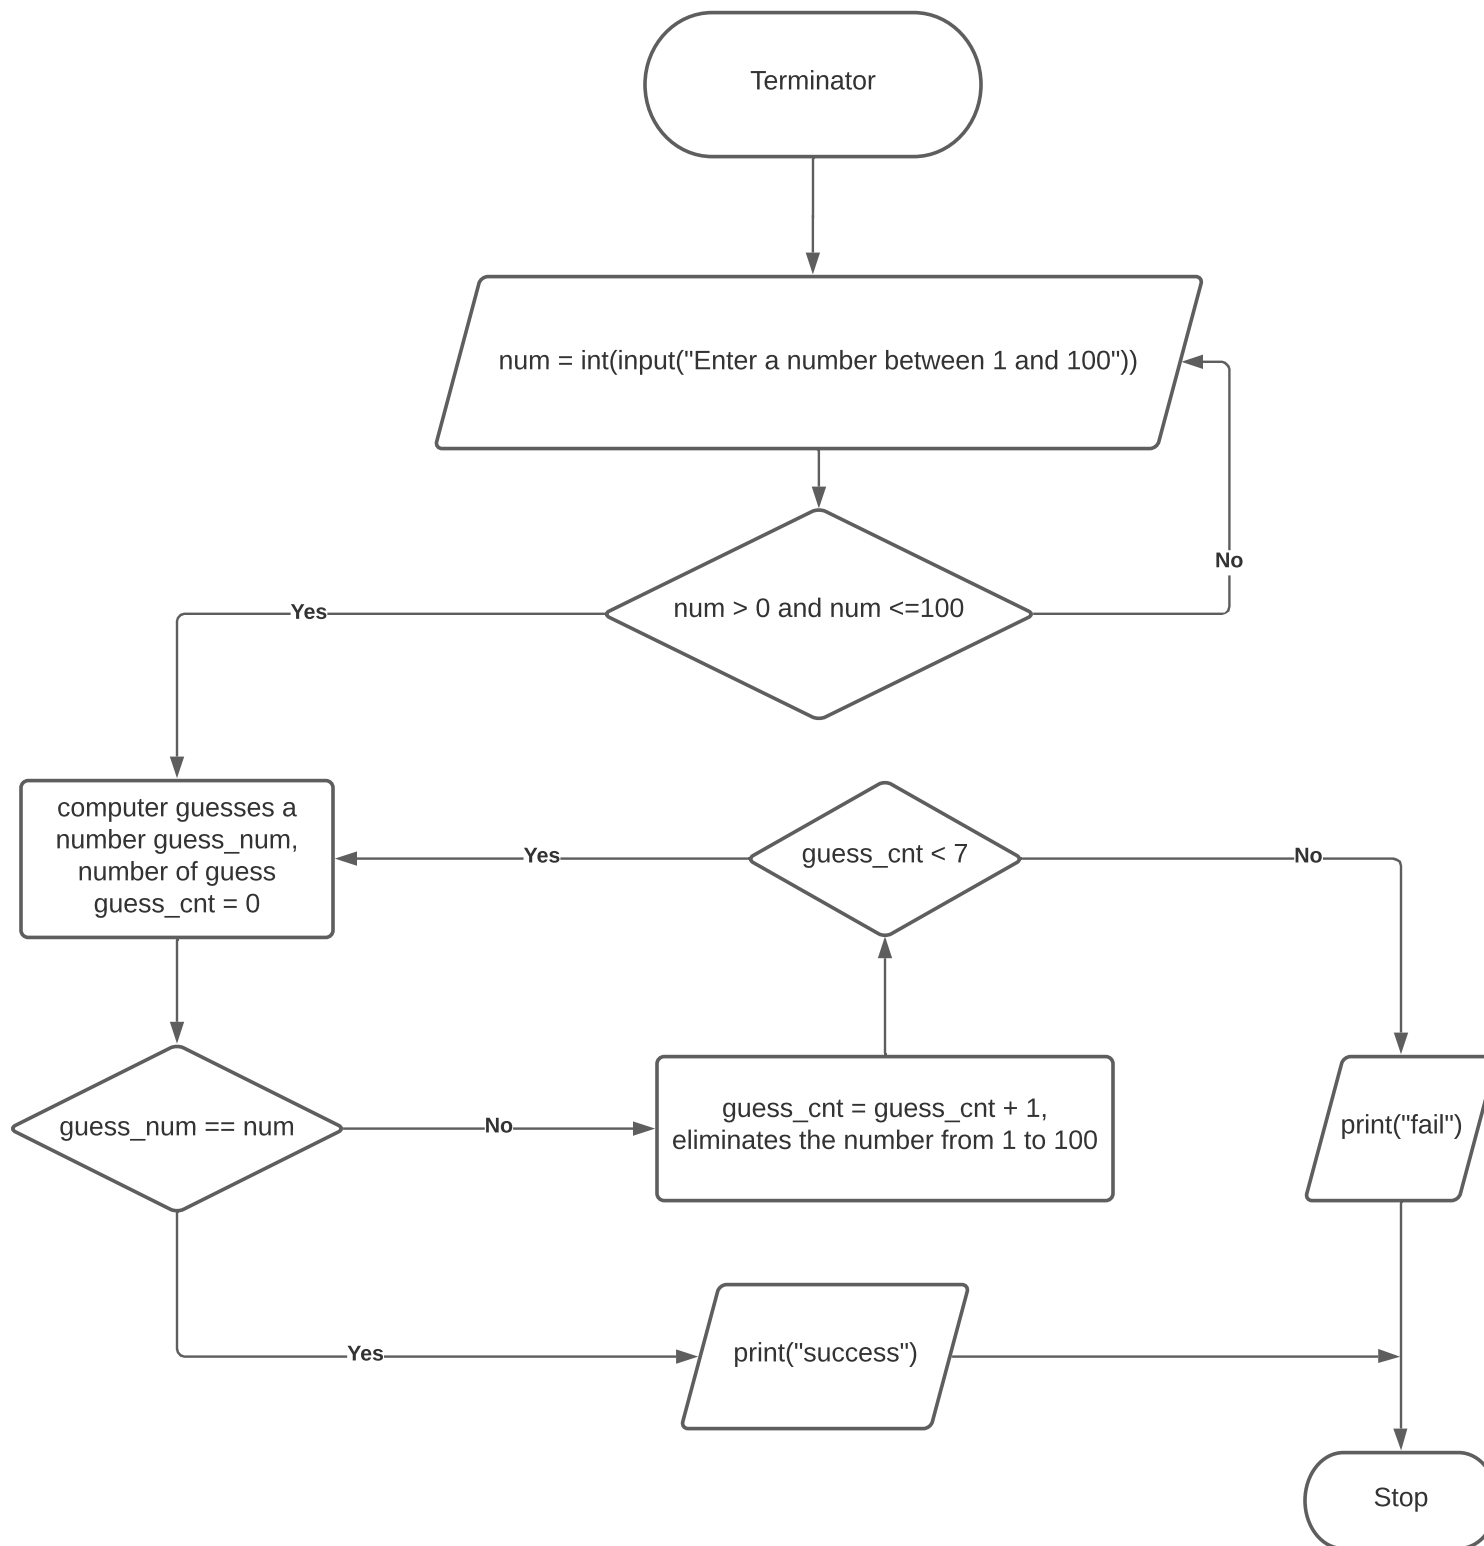 Terminator
num = int(input("Enter a number between 1 and 100"))
No
num > 0 and num <=100
Yes
computer guesses a
number guess_num,
number of guess
guess_cnt = 0
Yes
guess_cnt < 7
No
guess_num == num
No
guess_cnt = guess_cnt + 1,
eliminates the number from 1 to 100
print("fail")
Yes
print("success")
Stop